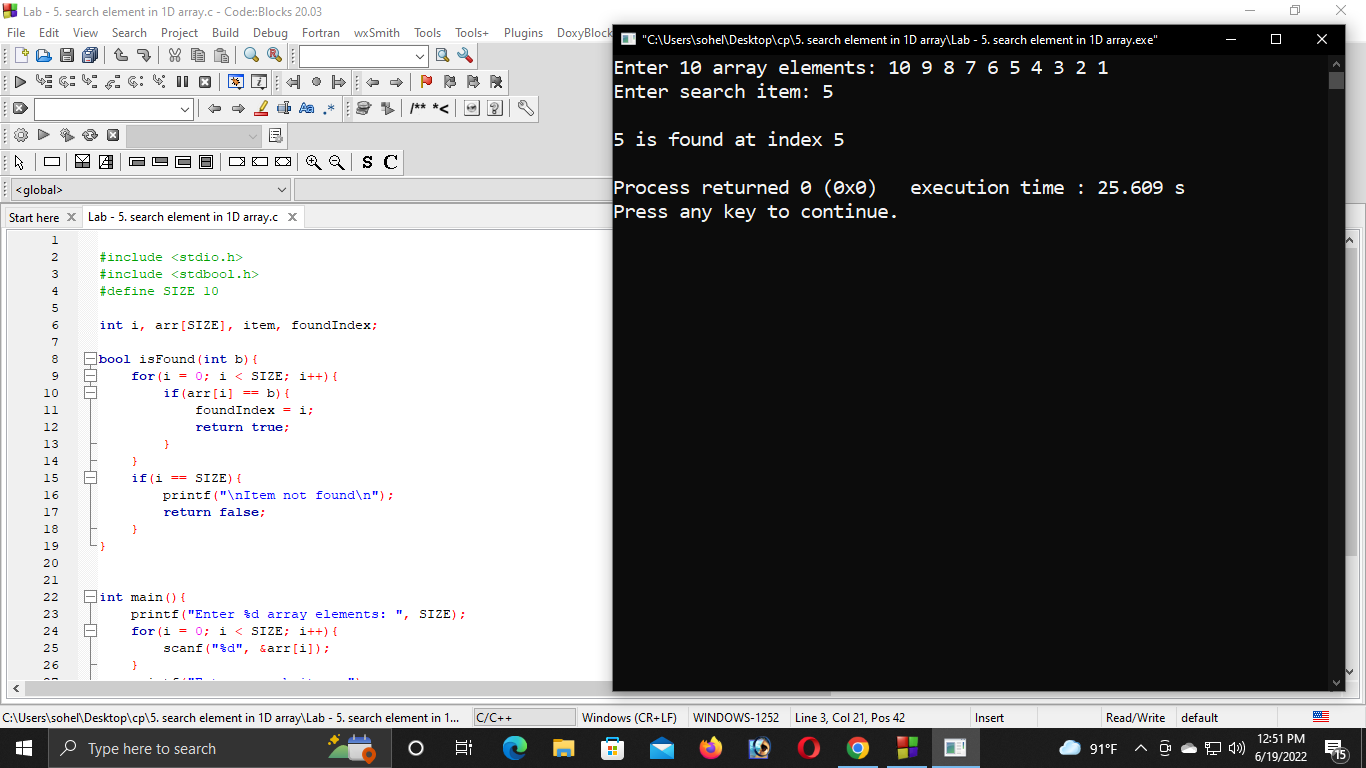 Lab - 5. search element in 1D array.c - Code::Blocks 20.03
File Edit View Search Project Build Debug Fortran wxSmith Tools Tools+ Plugins DoxyBlock
/** *<
S C
<global>
Start here
Lab - 5. search element in 1D array.c
1
2 #include <stdio.h>
3 #include <stdbool.h>
4 #define SIZE 10
5
6 int i, arr[SIZE], item, foundIndex;
7
8 bool isFound(int b){
9 for(i = 0; i < SIZE; i++){
10 if(arr[i] == b){
11 foundIndex = i;
12 return true;
13 }
14 }
15 if(i == SIZE){
16 printf("\nItem not found\n");
17 return false;
18 }
19 }
20
21
22 int main(){
23 printf("Enter %d array elements: ", SIZE);
24 for(i = 0; i < SIZE; i++){
25 scanf("%d", &arr[i]);
26 }
"C:\Users\sohel\Desktop\cp\5. search element in 1D array\Lab - 5. search element in 1D array.exe"
Enter 10 array elements: 10 9 8 7 6 5 4 3 2 1
Enter search item: 5
5 is found at index 5
Process returned 0 (0x0) execution time : 25.609 s
Press any key to continue.
C:\Users\sohel\Desktop\cp\5. search element in 1D array\Lab - 5. search element in 1... C/C++ Windows (CR+LF) WINDOWS-1252 Line 3, Col 21, Pos 42 Insert Read/Write default
Type here to search
91°F
12:51 PM
6/19/2022
15